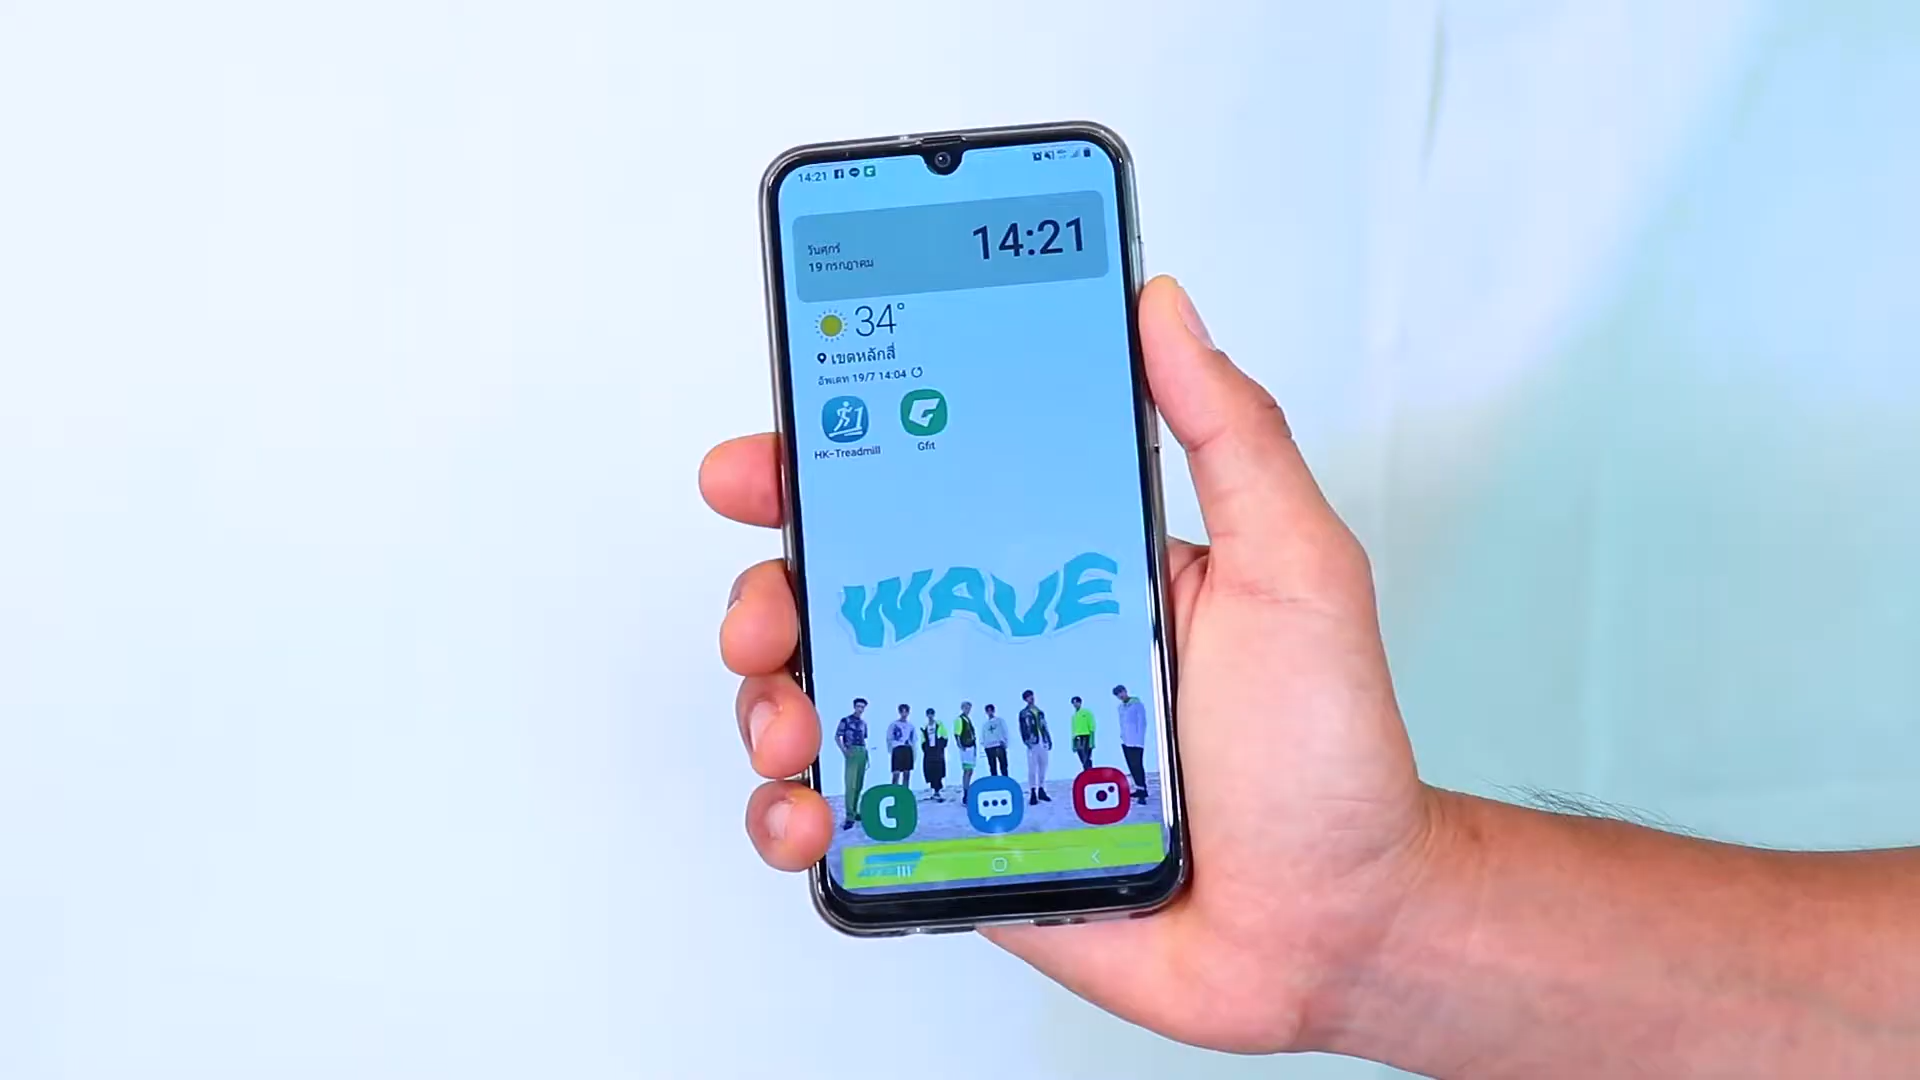 14:21
วันศุกร์
19 กรกฎาคม
14:21
34°
เขตหลักสี่
อัพเดท 19/7 14:04
HK-Treadmill
Gfit
WAVE